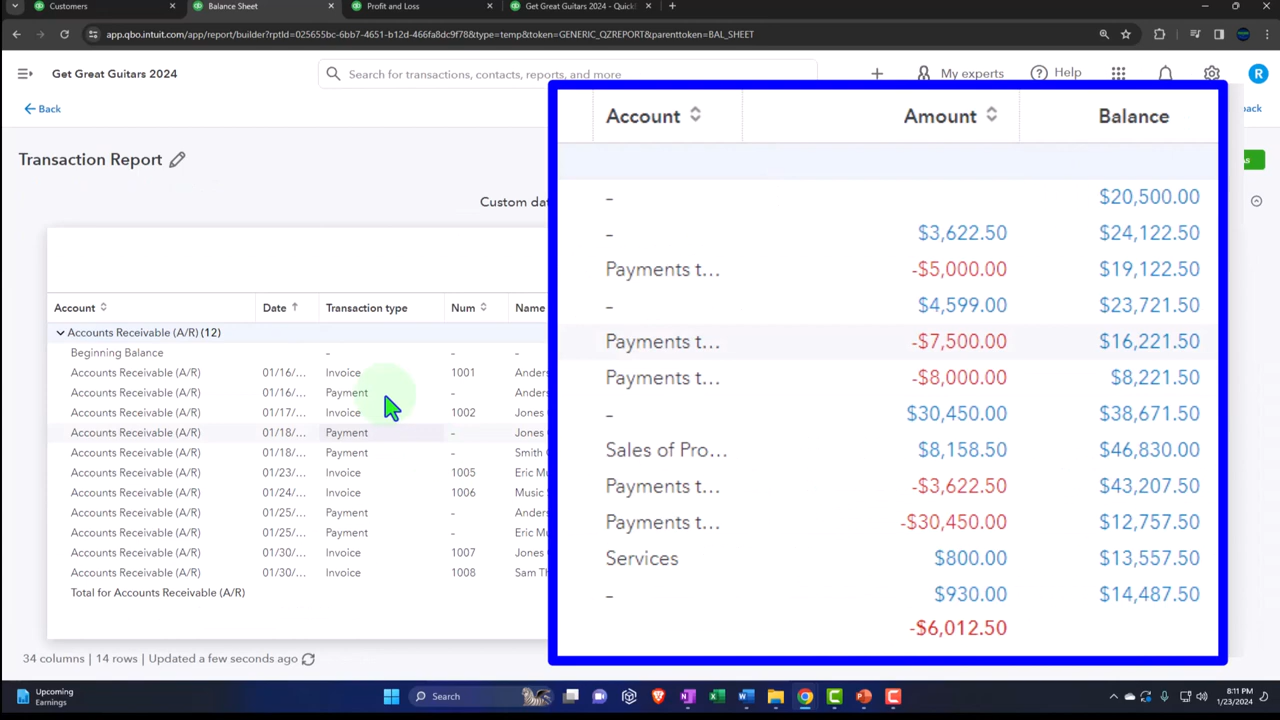 Customers
Balance Sheet
Profit and Loss
Get Great Guitars 2024 - Quick
app.qbo.intuit.com/app/report/builder?rptId=025655bc-6bb7-4651-b12d-466fa8dc9f78&type=temp&token=GENERIC_QZREPORT&parenttoken=BAL_SHEET
Get Great Guitars 2024
Search for transactions, contacts, reports, and more
My experts
Help
R
Back
back
Transaction Report
As
Custom dat
Account
Date
Transaction type
Num
Name
Accounts Receivable (A/R) (12)
Beginning Balance - - -
Accounts Receivable (A/R) 01/16/... Invoice 1001 Anders
Accounts Receivable (A/R) 01/16/... Payment - Anders
Accounts Receivable (A/R) 01/17/... Invoice 1002 Jones
Accounts Receivable (A/R) 01/18/... Payment - Jones
Accounts Receivable (A/R) 01/18/... Payment - Smith
Accounts Receivable (A/R) 01/23/... Invoice 1005 Eric Mu
Accounts Receivable (A/R) 01/24/... Invoice 1006 Music
Accounts Receivable (A/R) 01/25/... Payment - Anders
Accounts Receivable (A/R) 01/25/... Payment - Eric Mu
Accounts Receivable (A/R) 01/30/... Invoice 1007 Jones
Accounts Receivable (A/R) 01/30/... Invoice 1008 Sam Th
Total for Accounts Receivable (A/R)
34 columns | 14 rows | Updated a few seconds ago
Account Amount Balance
- $20,500.00
- $3,622.50 $24,122.50
Payments t... -$5,000.00 $19,122.50
- $4,599.00 $23,721.50
Payments t... -$7,500.00 $16,221.50
Payments t... -$8,000.00 $8,221.50
- $30,450.00 $38,671.50
Sales of Pro... $8,158.50 $46,830.00
Payments t... -$3,622.50 $43,207.50
Payments t... -$30,450.00 $12,757.50
Services $800.00 $13,557.50
- $930.00 $14,487.50
-$6,012.50
Upcoming
Earnings
Search
8:11 PM
1/23/2024